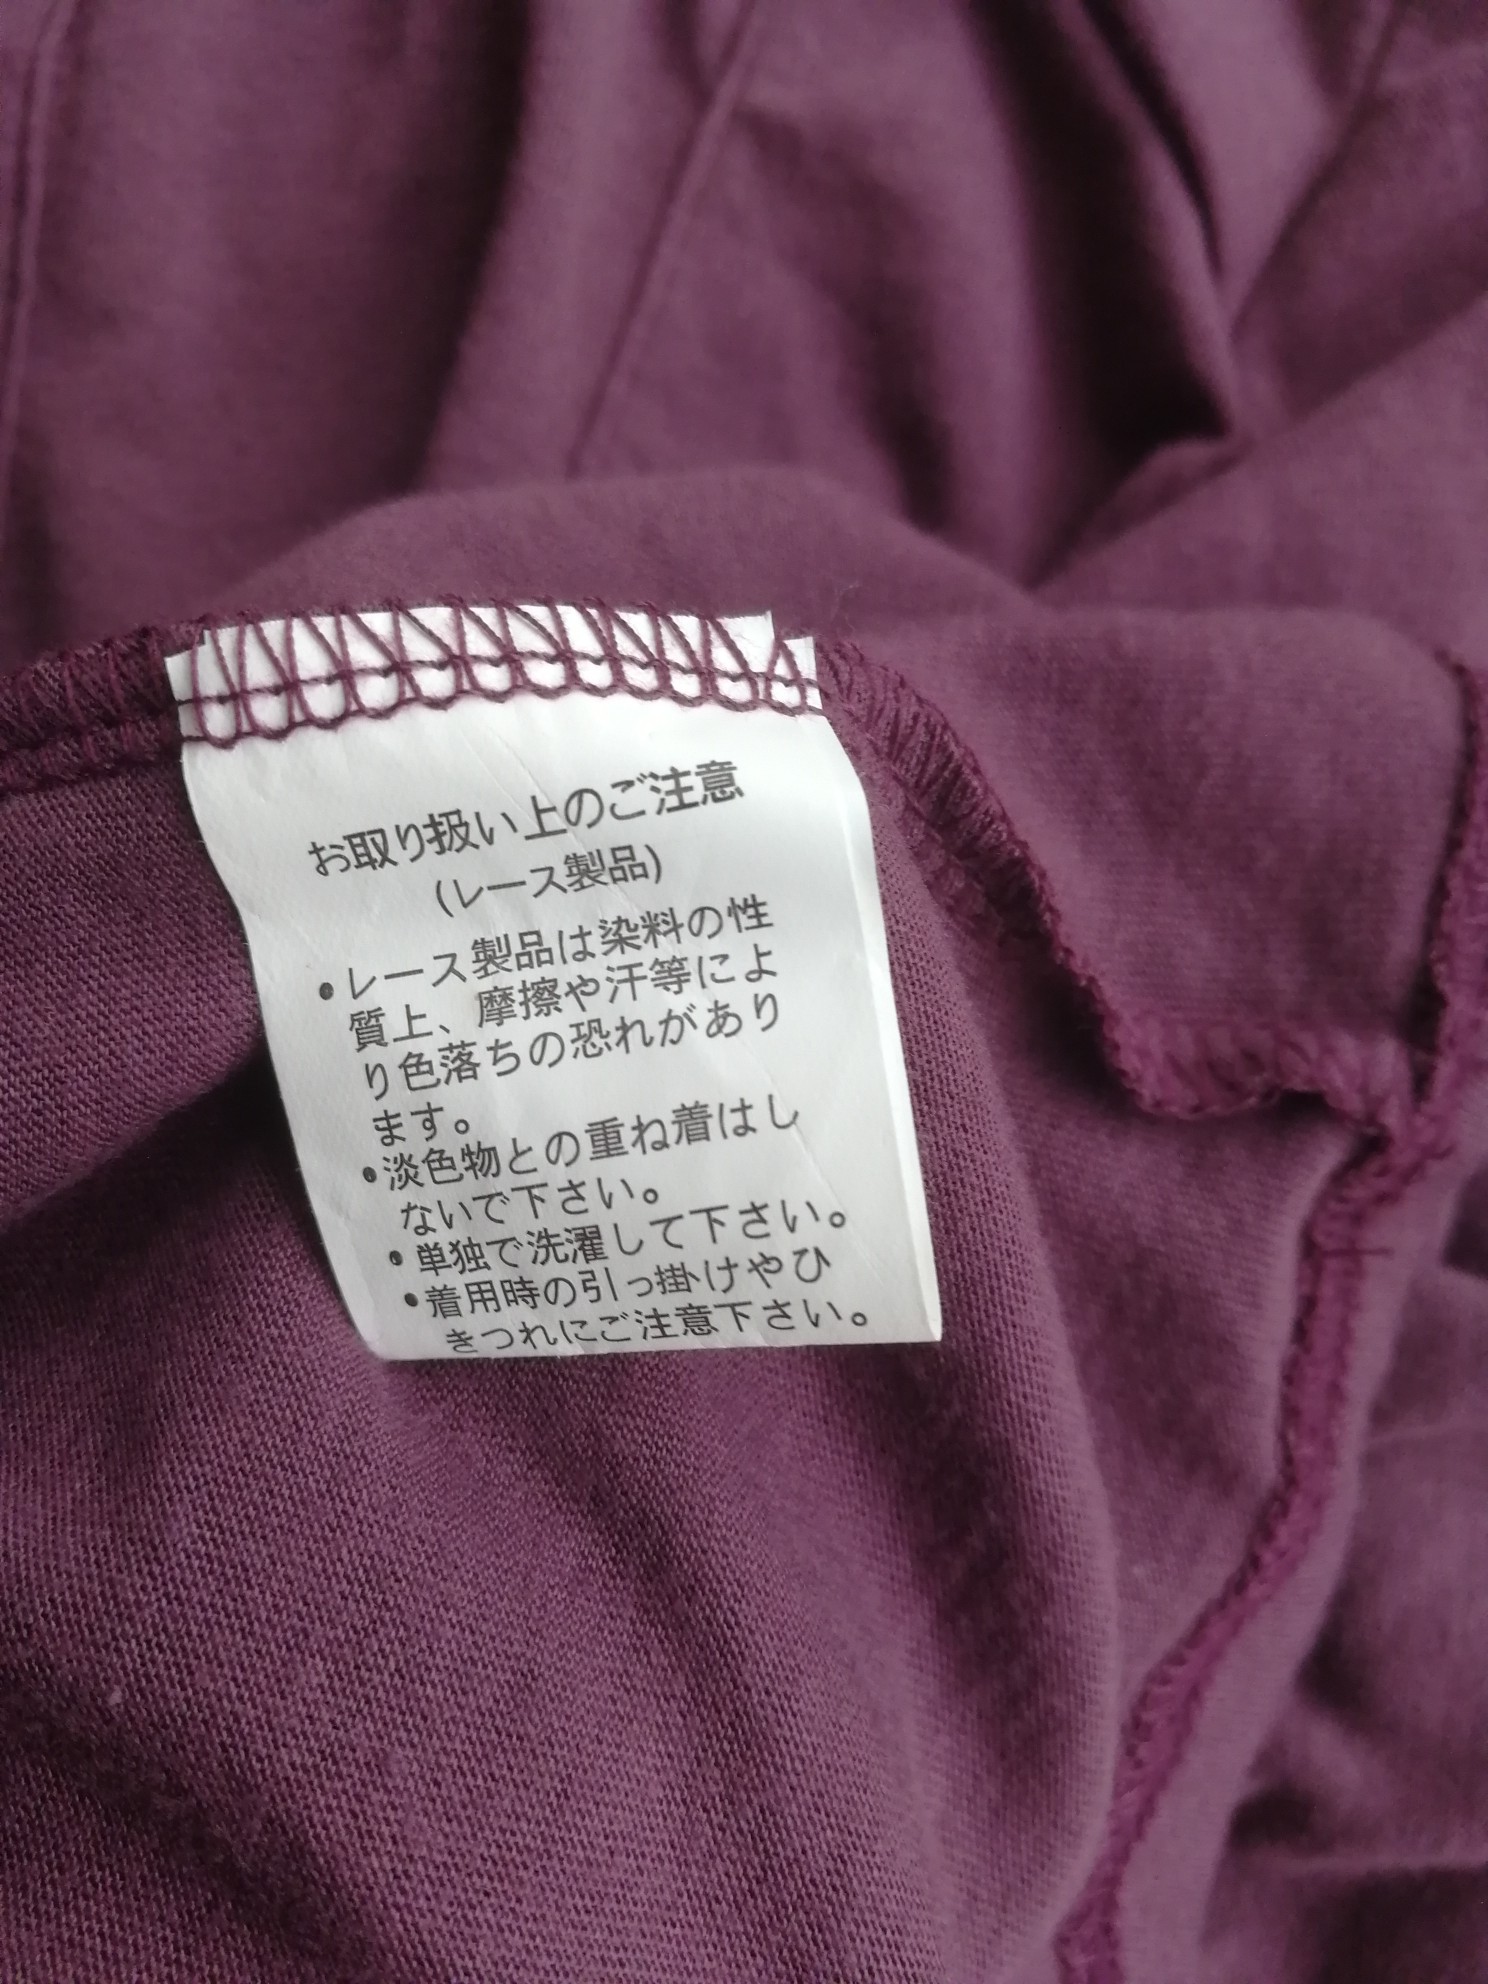 お取り扱い上のご注意
(レース製品)
•レース製品は染料の性
質上、摩擦や汗等によ
り色落ちの恐れがあり
ます。
•淡色物との重ね着はし
ないで下さい。
•単独で洗濯して下さい。
•着用時の引っ掛けやひ
きつれにご注意下さい。